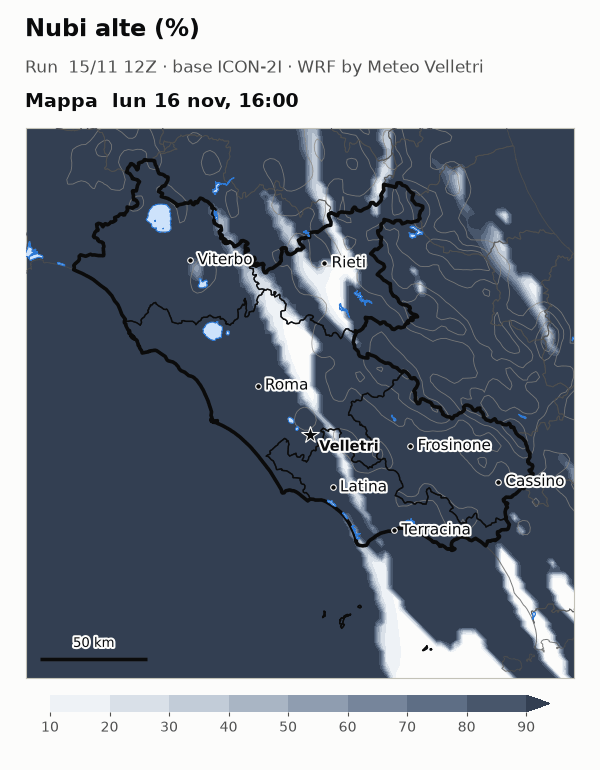 Nubi alte (%)
Run  15/11 12Z · base ICON-2I · WRF by Meteo Velletri
Mappa  lun 16 nov, 16:00
Viterbo
Rieti
Roma
Velletri
Frosinone
Cassino
Latina
Terracina
50 km
10 20 30 40 50 60 70 80 90